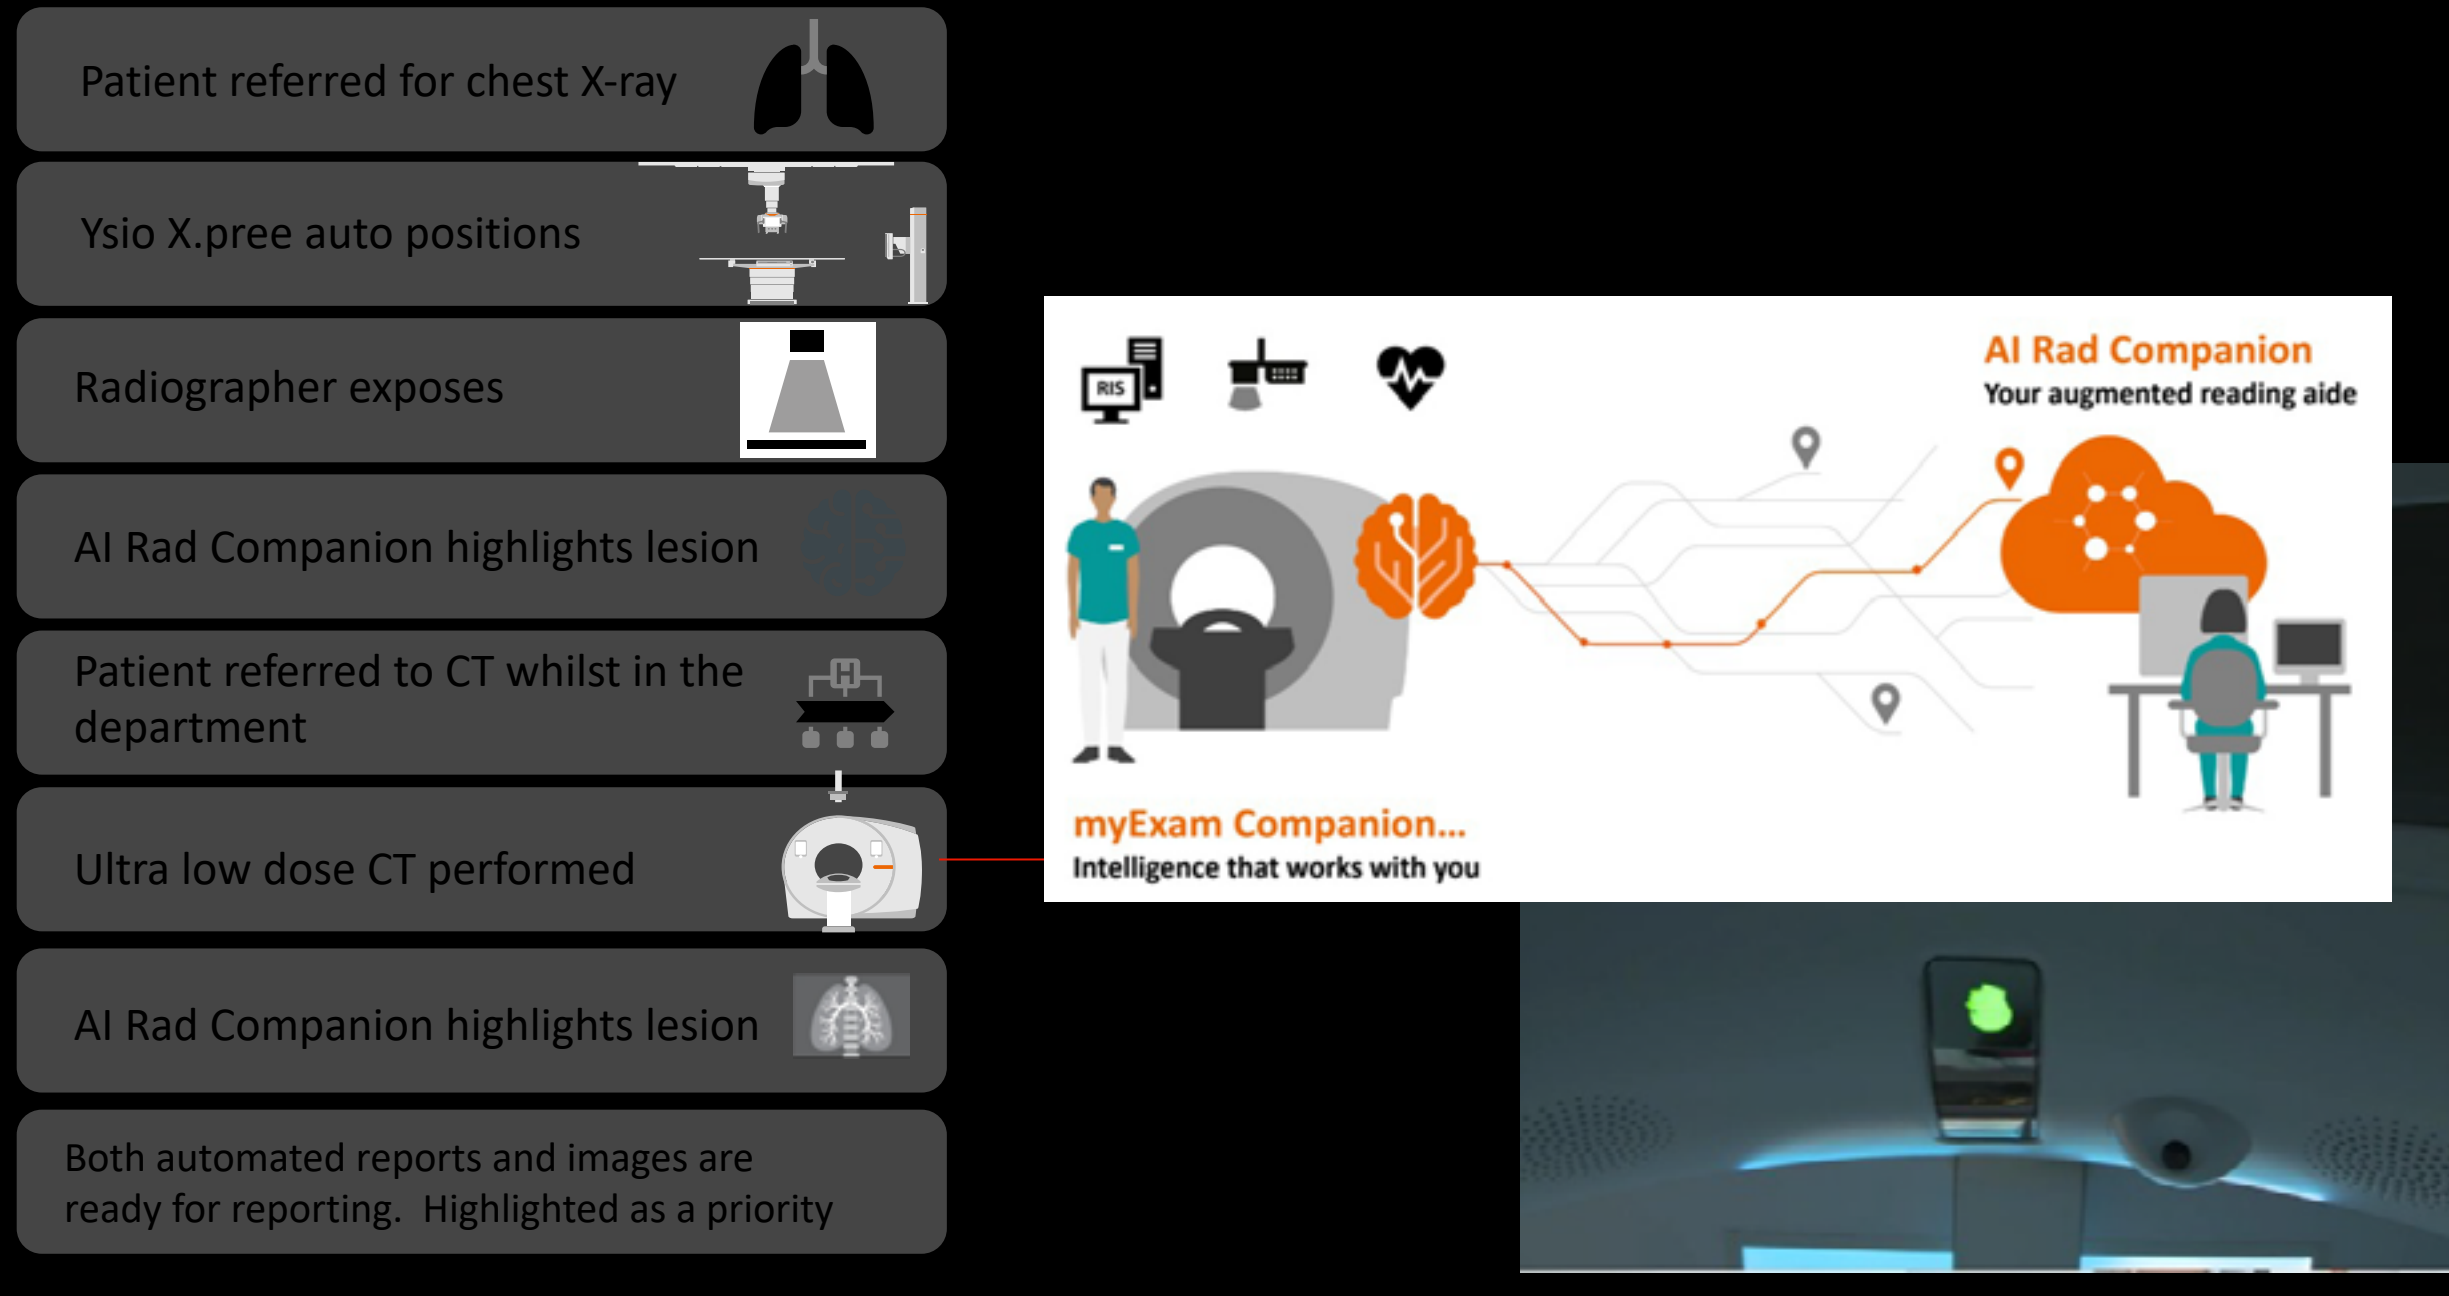 Patient referred for chest X-ray
Ysio X.pree auto positions
Radiographer exposes
AI Rad Companion highlights lesion
Patient referred to CT whilst in the
department
Ultra low dose CT performed
AI Rad Companion highlights lesion
Both automated reports and images are
ready for reporting.  Highlighted as a priority
RIS
AI Rad Companion
Your augmented reading aide
myExam Companion...
Intelligence that works with you
H